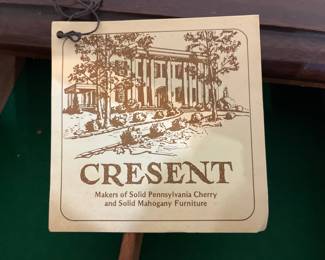 CRESENT
Makers of Solid Pennsylvania Cherry
and Solid Mahogany Furniture